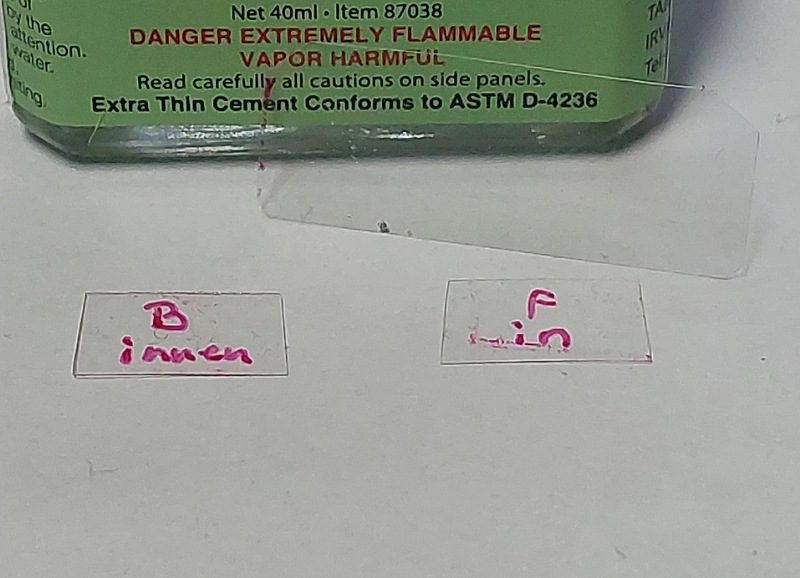 by the
attention.
water.
Net 40ml • Item 87038
DANGER EXTREMELY FLAMMABLE
VAPOR HARMFUL
Read carefully all cautions on side panels.
Extra Thin Cement Conforms to ASTM D-4236
B
innen
F
in